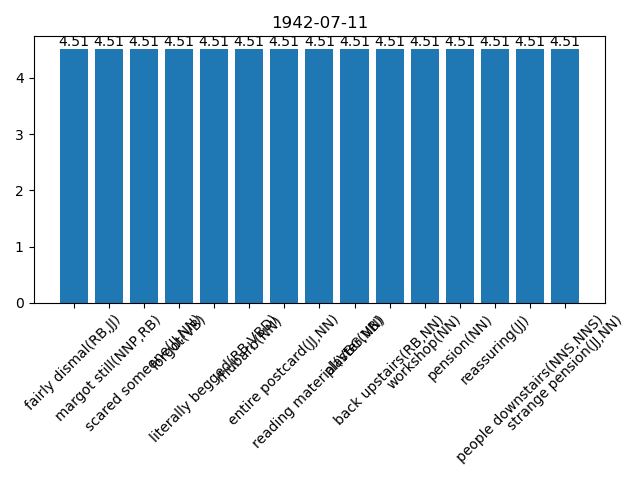 1942-07-11
4.51 4.51 4.51 4.51 4.51 4.51 4.51 4.51 4.51 4.51 4.51 4.51 4.51 4.51 4.51
4
3
2
1
0
fairly dismal(RB,JJ)
margot still(NNP,RB)
scared someone(JJ,NN)
forgot(VB)
literally begged(RB,VBD)
entire postcard(JJ,NN)
reading material(VBG,NN)
back upstairs(RB,NN)
workshop(NN)
pension(NN)
reassuring(JJ)
people downstairs(NNS,NNS)
strange pension(JJ,NN)